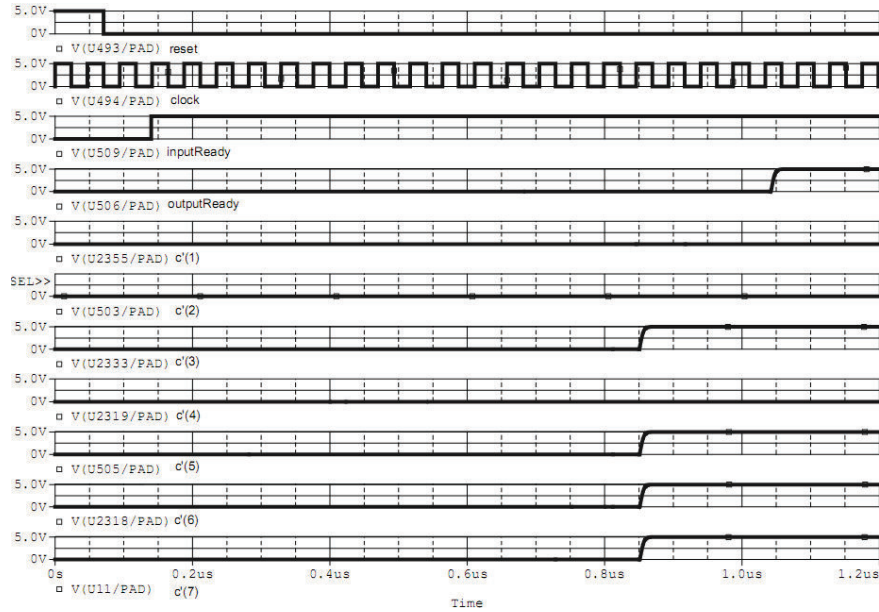 5.0V
0V
V(U493/PAD) reset
5.0V
0V
V(U494/PAD) clock
5.0V
0V
V(U509/PAD) inputReady
5.0V
0V
V(U506/PAD) outputReady
5.0V
0V
V(U2355/PAD) c'(1)
SEL>>
0V
V(U503/PAD) c'(2)
5.0V
0V
V(U2333/PAD) c'(3)
5.0V
0V
V(U2319/PAD) c'(4)
5.0V
0V
V(U505/PAD) c'(5)
5.0V
0V
V(U2318/PAD) c'(6)
5.0V
0V
0s 0.2us 0.4us 0.6us 0.8us 1.0us 1.2us
V(U11/PAD) c'(7)
Time